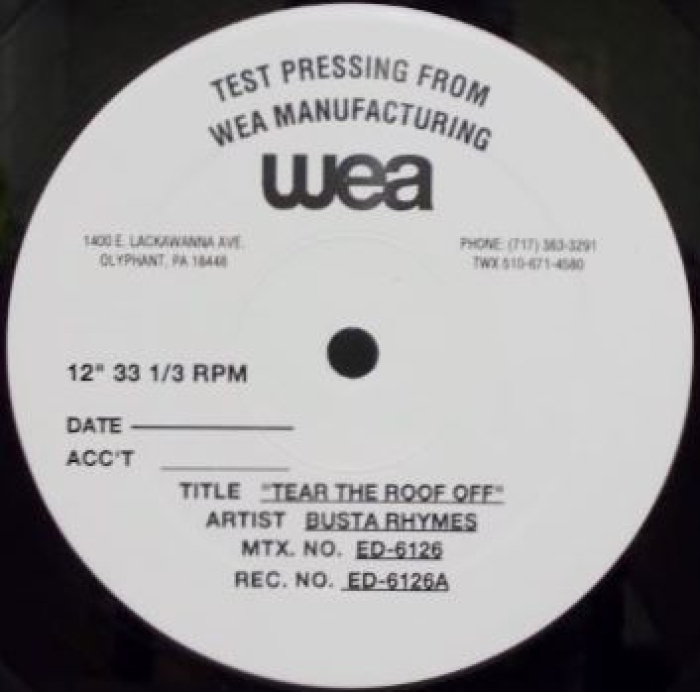 TEST PRESSING FROM
WEA MANUFACTURING
wea
1400 E. LACKAWANNA AVE.
OLYPHANT, PA 18448
PHONE: (717) 383-3291
TWX 510-671-4580
12" 33 1/3 RPM
DATE
ACC'T
TITLE "TEAR THE ROOF OFF"
ARTIST BUSTA RHYMES
MTX. NO. ED-6126
REC. NO. ED-6126A